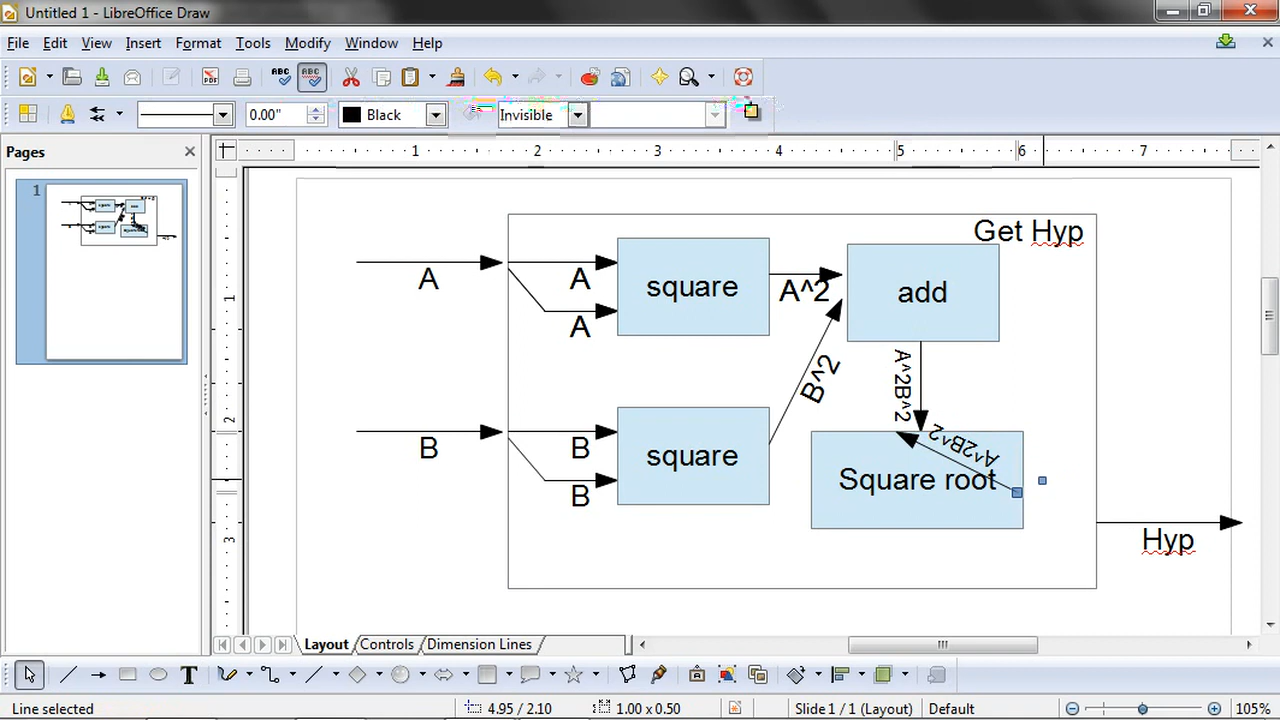 Untitled 1 - LibreOffice Draw
File Edit View Insert Format Tools Modify Window Help
ABC ABC
PDF
0.00" Black Invisible
Pages
1
1 2 3 4 5 6 7
1
2
3
Get Hyp
A A square A^2 add
A
B^2
A^2B^2
B B square
B
A^2B^2
Square root
Hyp
Layout Controls Dimension Lines
T
Line selected 4.95 / 2.10 1.00 x 0.50 Slide 1 / 1 (Layout) Default 105%